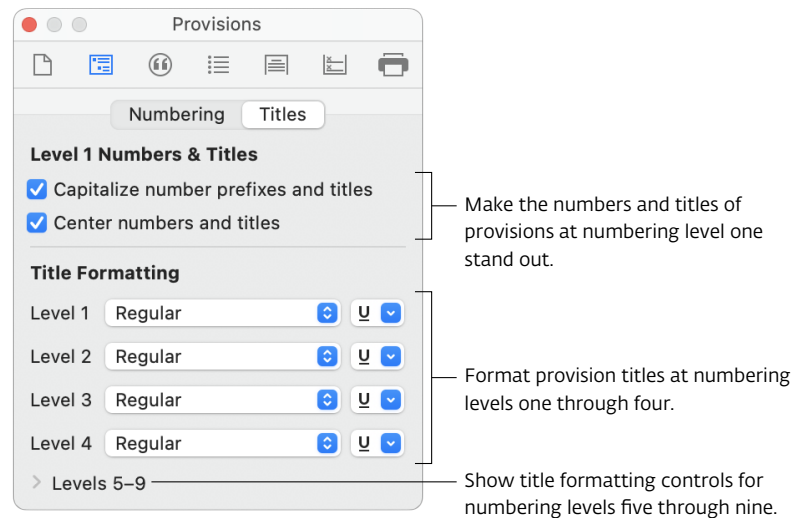 Provisions
Numbering Titles
Level 1 Numbers & Titles
Capitalize number prefixes and titles
Center numbers and titles
Make the numbers and titles of
provisions at numbering level one
stand out.
Title Formatting
Level 1 Regular U
Level 2 Regular U
Level 3 Regular U
Level 4 Regular U
Format provision titles at numbering
levels one through four.
Levels 5–9
Show title formatting controls for
numbering levels five through nine.